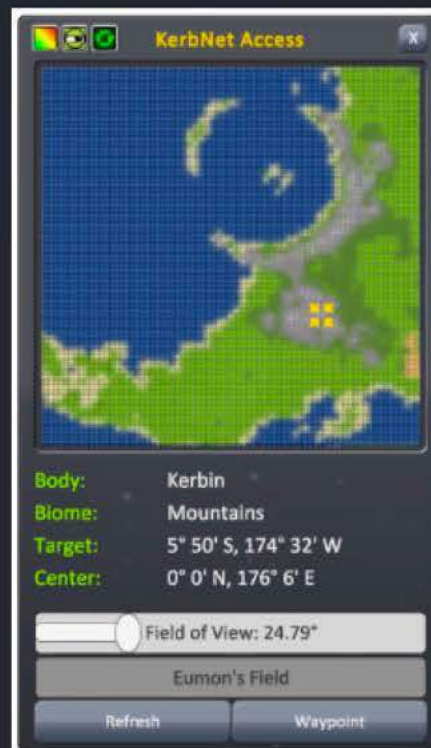 KerbNet Access X
Body: Kerbin
Biome: Mountains
Target: 5° 50' S, 174° 32' W
Center: 0° 0' N, 176° 6' E
Field of View: 24.79°
Eumon's Field
Refresh Waypoint